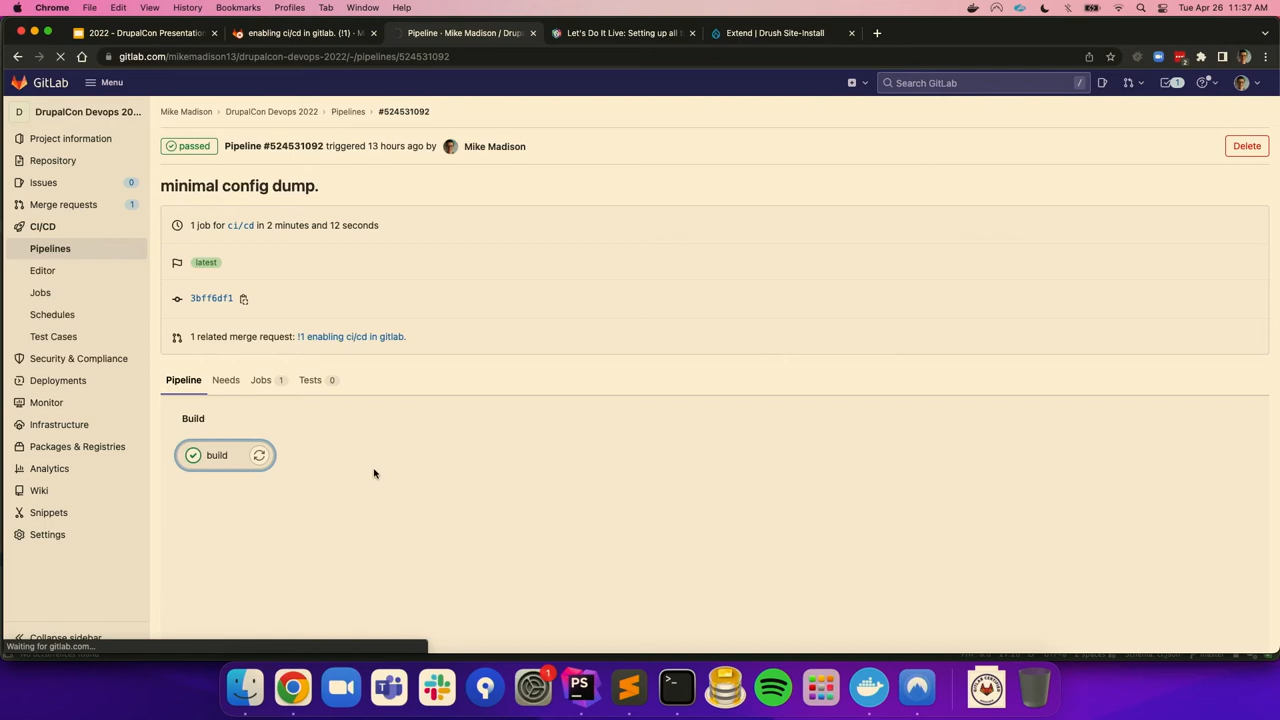 Chrome File Edit View History Bookmarks Profiles Tab Window Help Tue Apr 26 11:37 AM
2022 - DrupalCon Presentation enabling ci/cd in gitlab. (!1) · M Pipeline · Mike Madison / Drupa Let's Do It Live: Setting up all t Extend | Drush Site-Install
gitlab.com/mikemadison13/drupalcon-devops-2022/-/pipelines/524531092
GitLab Menu Search GitLab / 1
D DrupalCon Devops 20...
Project information
Repository
Issues 0
Merge requests 1
CI/CD
Pipelines
Editor
Jobs
Schedules
Test Cases
Security & Compliance
Deployments
Monitor
Infrastructure
Packages & Registries
Analytics
Wiki
Snippets
Settings
Collapse sidebar
Waiting for gitlab.com...
Mike Madison › DrupalCon Devops 2022 › Pipelines › #524531092
passed Pipeline #524531092 triggered 13 hours ago by Mike Madison Delete
minimal config dump.
1 job for ci/cd in 2 minutes and 12 seconds
latest
3bff6df1
1 related merge request: !1 enabling ci/cd in gitlab.
Pipeline Needs Jobs 1 Tests 0
Build
build
1
PS